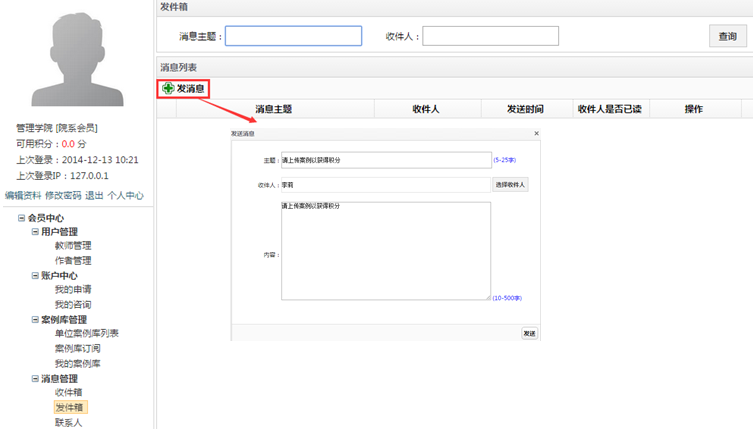 发件箱
消息主题： 收件人： 查询
消息列表
发消息
消息主题 收件人 发送时间 收件人是否已读 操作
发送消息 ×
主题： 请上传案例以获得积分 (5-25字)
收件人： 李莉 选择收件人
内容： 请上传案例以获得积分
(10-500字)
发送
管理学院 [院系会员]
可用积分：0.0 分
上次登录：2014-12-13 10:21
上次登录IP：127.0.0.1
编辑资料 修改密码 退出 个人中心
会员中心
用户管理
教师管理
作者管理
账户中心
我的申请
我的咨询
案例库管理
单位案例库列表
案例库订阅
我的案例库
消息管理
收件箱
发件箱
联系人